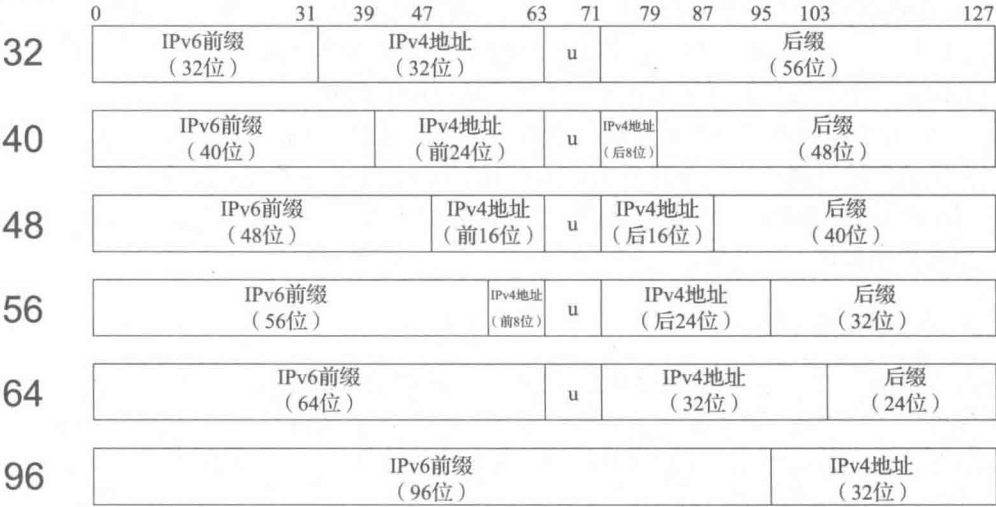 0 31 39 47 63 71 79 87 95 103 127
32 IPv6前缀 IPv4地址 u 后缀
（32位） （32位） （56位）
40 IPv6前缀 IPv4地址 u IPv4地址 后缀
（40位） （前24位） （后8位） （48位）
48 IPv6前缀 IPv4地址 u IPv4地址 后缀
（48位） （前16位） （后16位） （40位）
56 IPv6前缀 IPv4地址 u IPv4地址 后缀
（56位） （前8位） （后24位） （32位）
64 IPv6前缀 u IPv4地址 后缀
（64位） （32位） （24位）
96 IPv6前缀 IPv4地址
（96位） （32位）